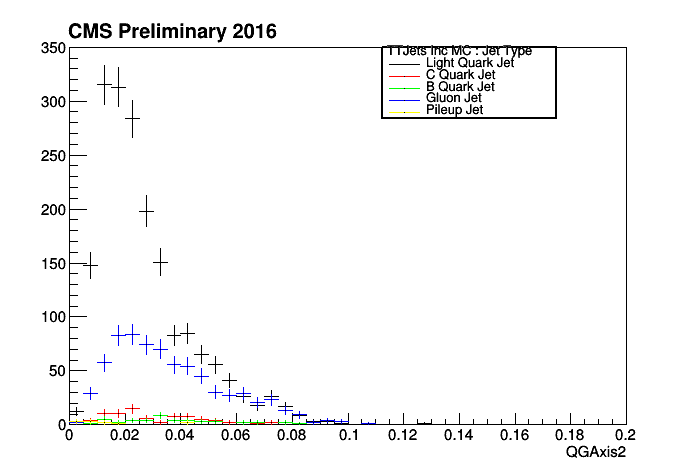 CMS Preliminary 2016
TTJets Inc MC : Jet Type
Light Quark Jet
C Quark Jet
B Quark Jet
Gluon Jet
Pileup Jet
350
300
250
200
150
100
50
0
0 0.02 0.04 0.06 0.08 0.1 0.12 0.14 0.16 0.18 0.2
QGAxis2